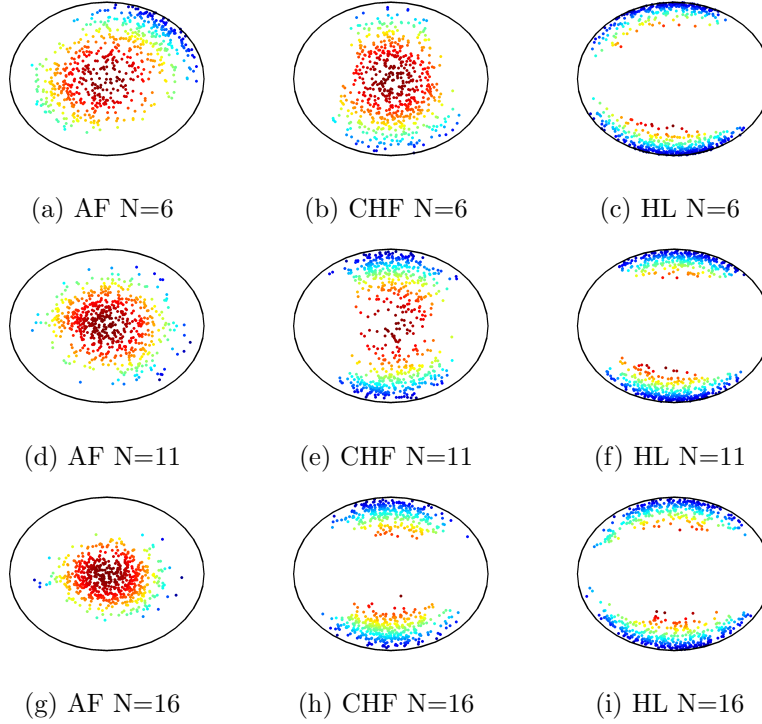 (a) AF N=6
(b) CHF N=6
(c) HL N=6
(d) AF N=11
(e) CHF N=11
(f) HL N=11
(g) AF N=16
(h) CHF N=16
(i) HL N=16